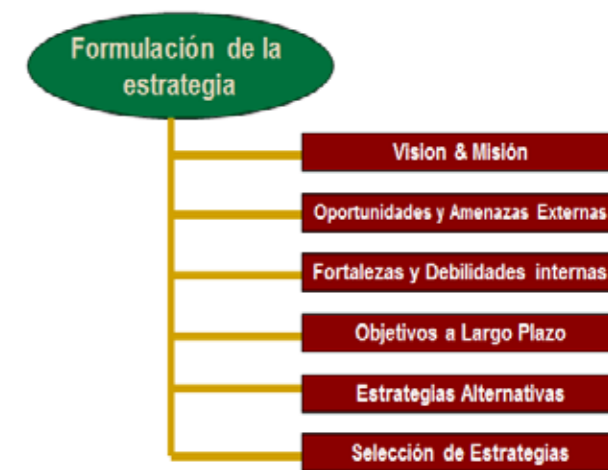 Formulación de la
estrategia
Vision & Misión
Oportunidades y Amenazas Externas
Fortalezas y Debilidades internas
Objetivos a Largo Plazo
Estrategias Alternativas
Selección de Estrategias